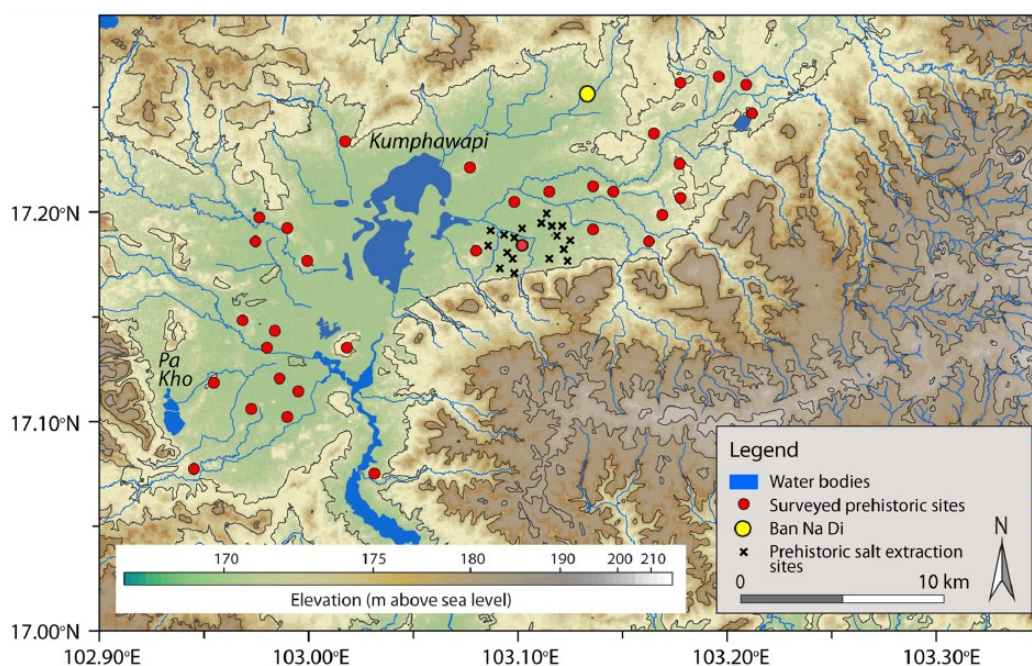 Kumphawapi
17.20°N
Pa
Kho
17.10°N
Legend
Water bodies
Surveyed prehistoric sites
Ban Na Di
Prehistoric salt extraction
sites
N
0 10 km
170 175 180 190 200 210
Elevation (m above sea level)
17.00°N
102.90°E 103.00°E 103.10°E 103.20°E 103.30°E